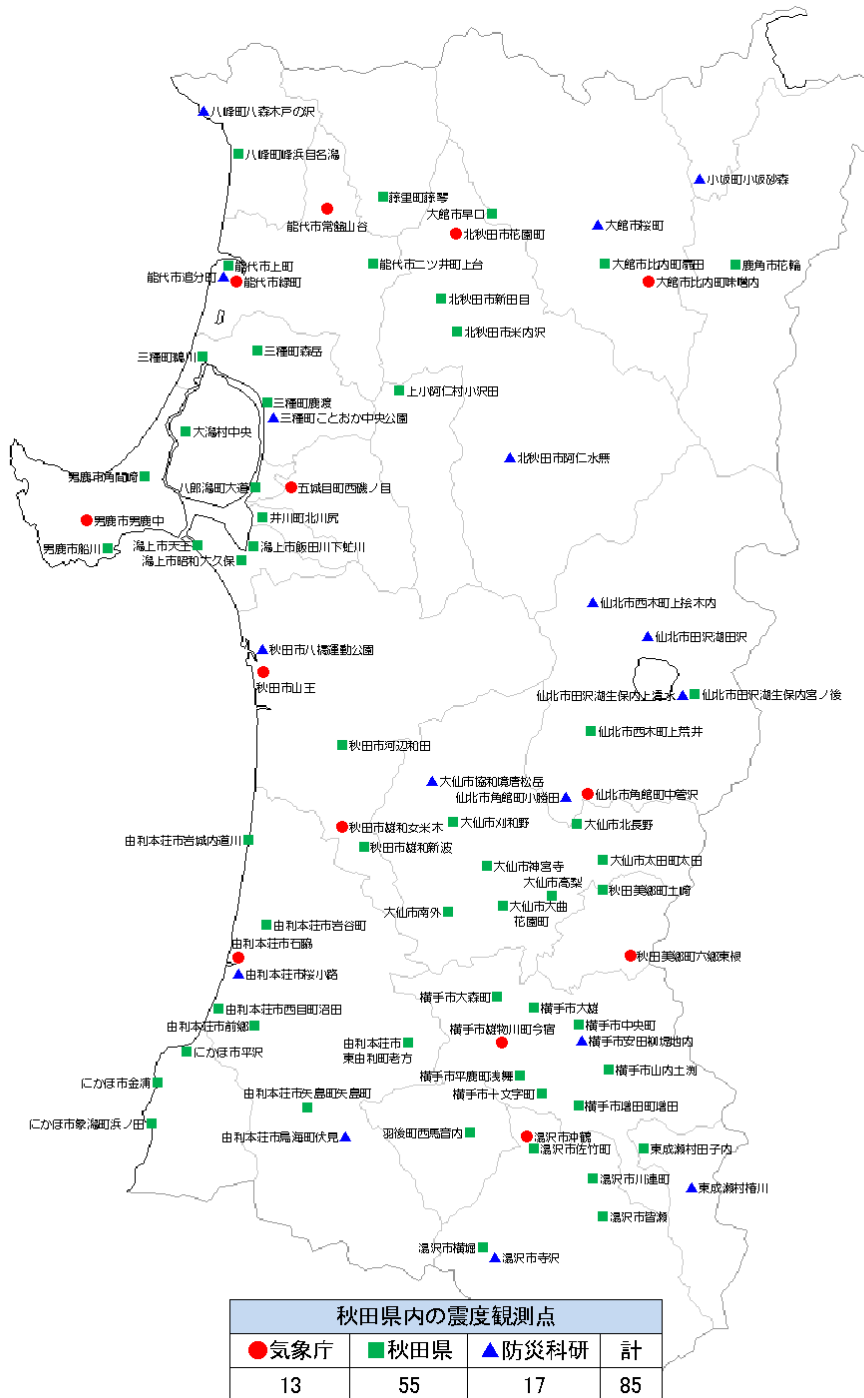 八峰町八森木戸の沢
八峰町峰浜目名潟
小坂町小坂砂森
藤里町藤琴
能代市常盤山谷
大館市早口
大館市桜町
北秋田市花園町
能代市上町
能代市追分町
能代市緑町
能代市二ツ井町上台
大館市比内町扇田
鹿角市花輪
大館市比内町味噌内
北秋田市新田目
北秋田市米内沢
三種町鵜川
三種町森岳
上小阿仁村小沢田
三種町鹿渡
三種町ことおか中央公園
大潟村中央
北秋田市阿仁水無
男鹿市角間崎
八郎潟町大道
五城目町西磯ノ目
男鹿市男鹿中
井川町北川尻
男鹿市船川
潟上市天王
潟上市飯田川下虻川
潟上市昭和大久保
仙北市西木町上桧木内
仙北市田沢湖田沢
秋田市八橋運動公園
秋田市山王
仙北市田沢湖生保内上清水
仙北市田沢湖生保内宮ノ後
仙北市西木町上荒井
秋田市河辺和田
大仙市協和境唐松岳
仙北市角館町小勝田
仙北市角館町中菅沢
秋田市雄和女米木
大仙市刈和野
大仙市北長野
由利本荘市岩城内道川
秋田市雄和新波
大仙市太田町太田
大仙市神宮寺
大仙市高梨
秋田美郷町土崎
大仙市南外
大仙市大曲
花園町
由利本荘市岩谷町
由利本荘市石脇
秋田美郷町六郷東根
由利本荘市桜小路
横手市大森町
由利本荘市西目町沼田
横手市大雄
由利本荘市前郷
横手市中央町
横手市雄物川町今宿
由利本荘市
東由利町老方
横手市安田柳堤地内
にかほ市平沢
横手市山内土渕
横手市平鹿町浅舞
にかほ市金浦
由利本荘市矢島町矢島町
横手市十文字町
横手市増田町増田
にかほ市象潟町浜ノ田
由利本荘市鳥海町伏見
羽後町西馬音内
湯沢市沖鶴
湯沢市佐竹町
東成瀬村田子内
湯沢市川連町
東成瀬村椿川
湯沢市皆瀬
湯沢市横堀
湯沢市寺沢
秋田県内の震度観測点
●気象庁 ■秋田県 ▲防災科研 計
13 55 17 85